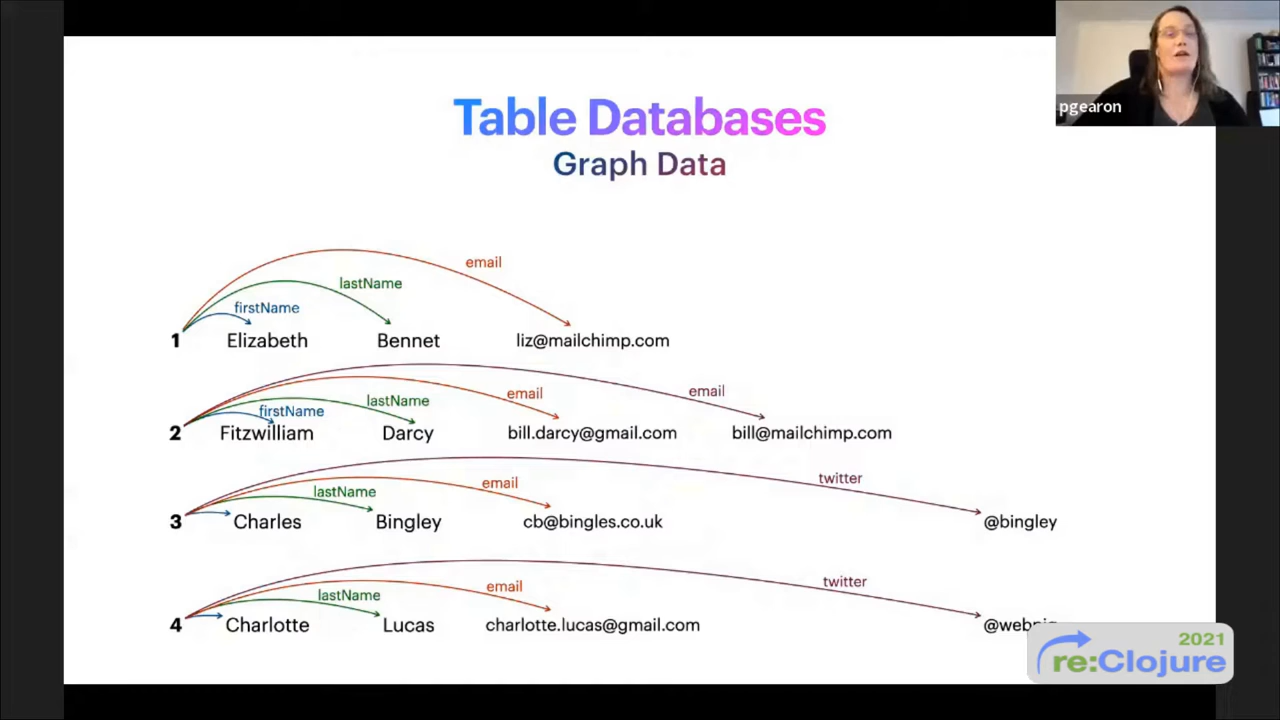 pgearon
Table Databases
Graph Data
email
lastName
firstName
1 Elizabeth Bennet liz@mailchimp.com
email
email
lastName
firstName
2 Fitzwilliam Darcy bill.darcy@gmail.com bill@mailchimp.com
twitter
email
lastName
3 Charles Bingley cb@bingles.co.uk @bingley
twitter
email
lastName
4 Charlotte Lucas charlotte.lucas@gmail.com
2021
re:Clojure